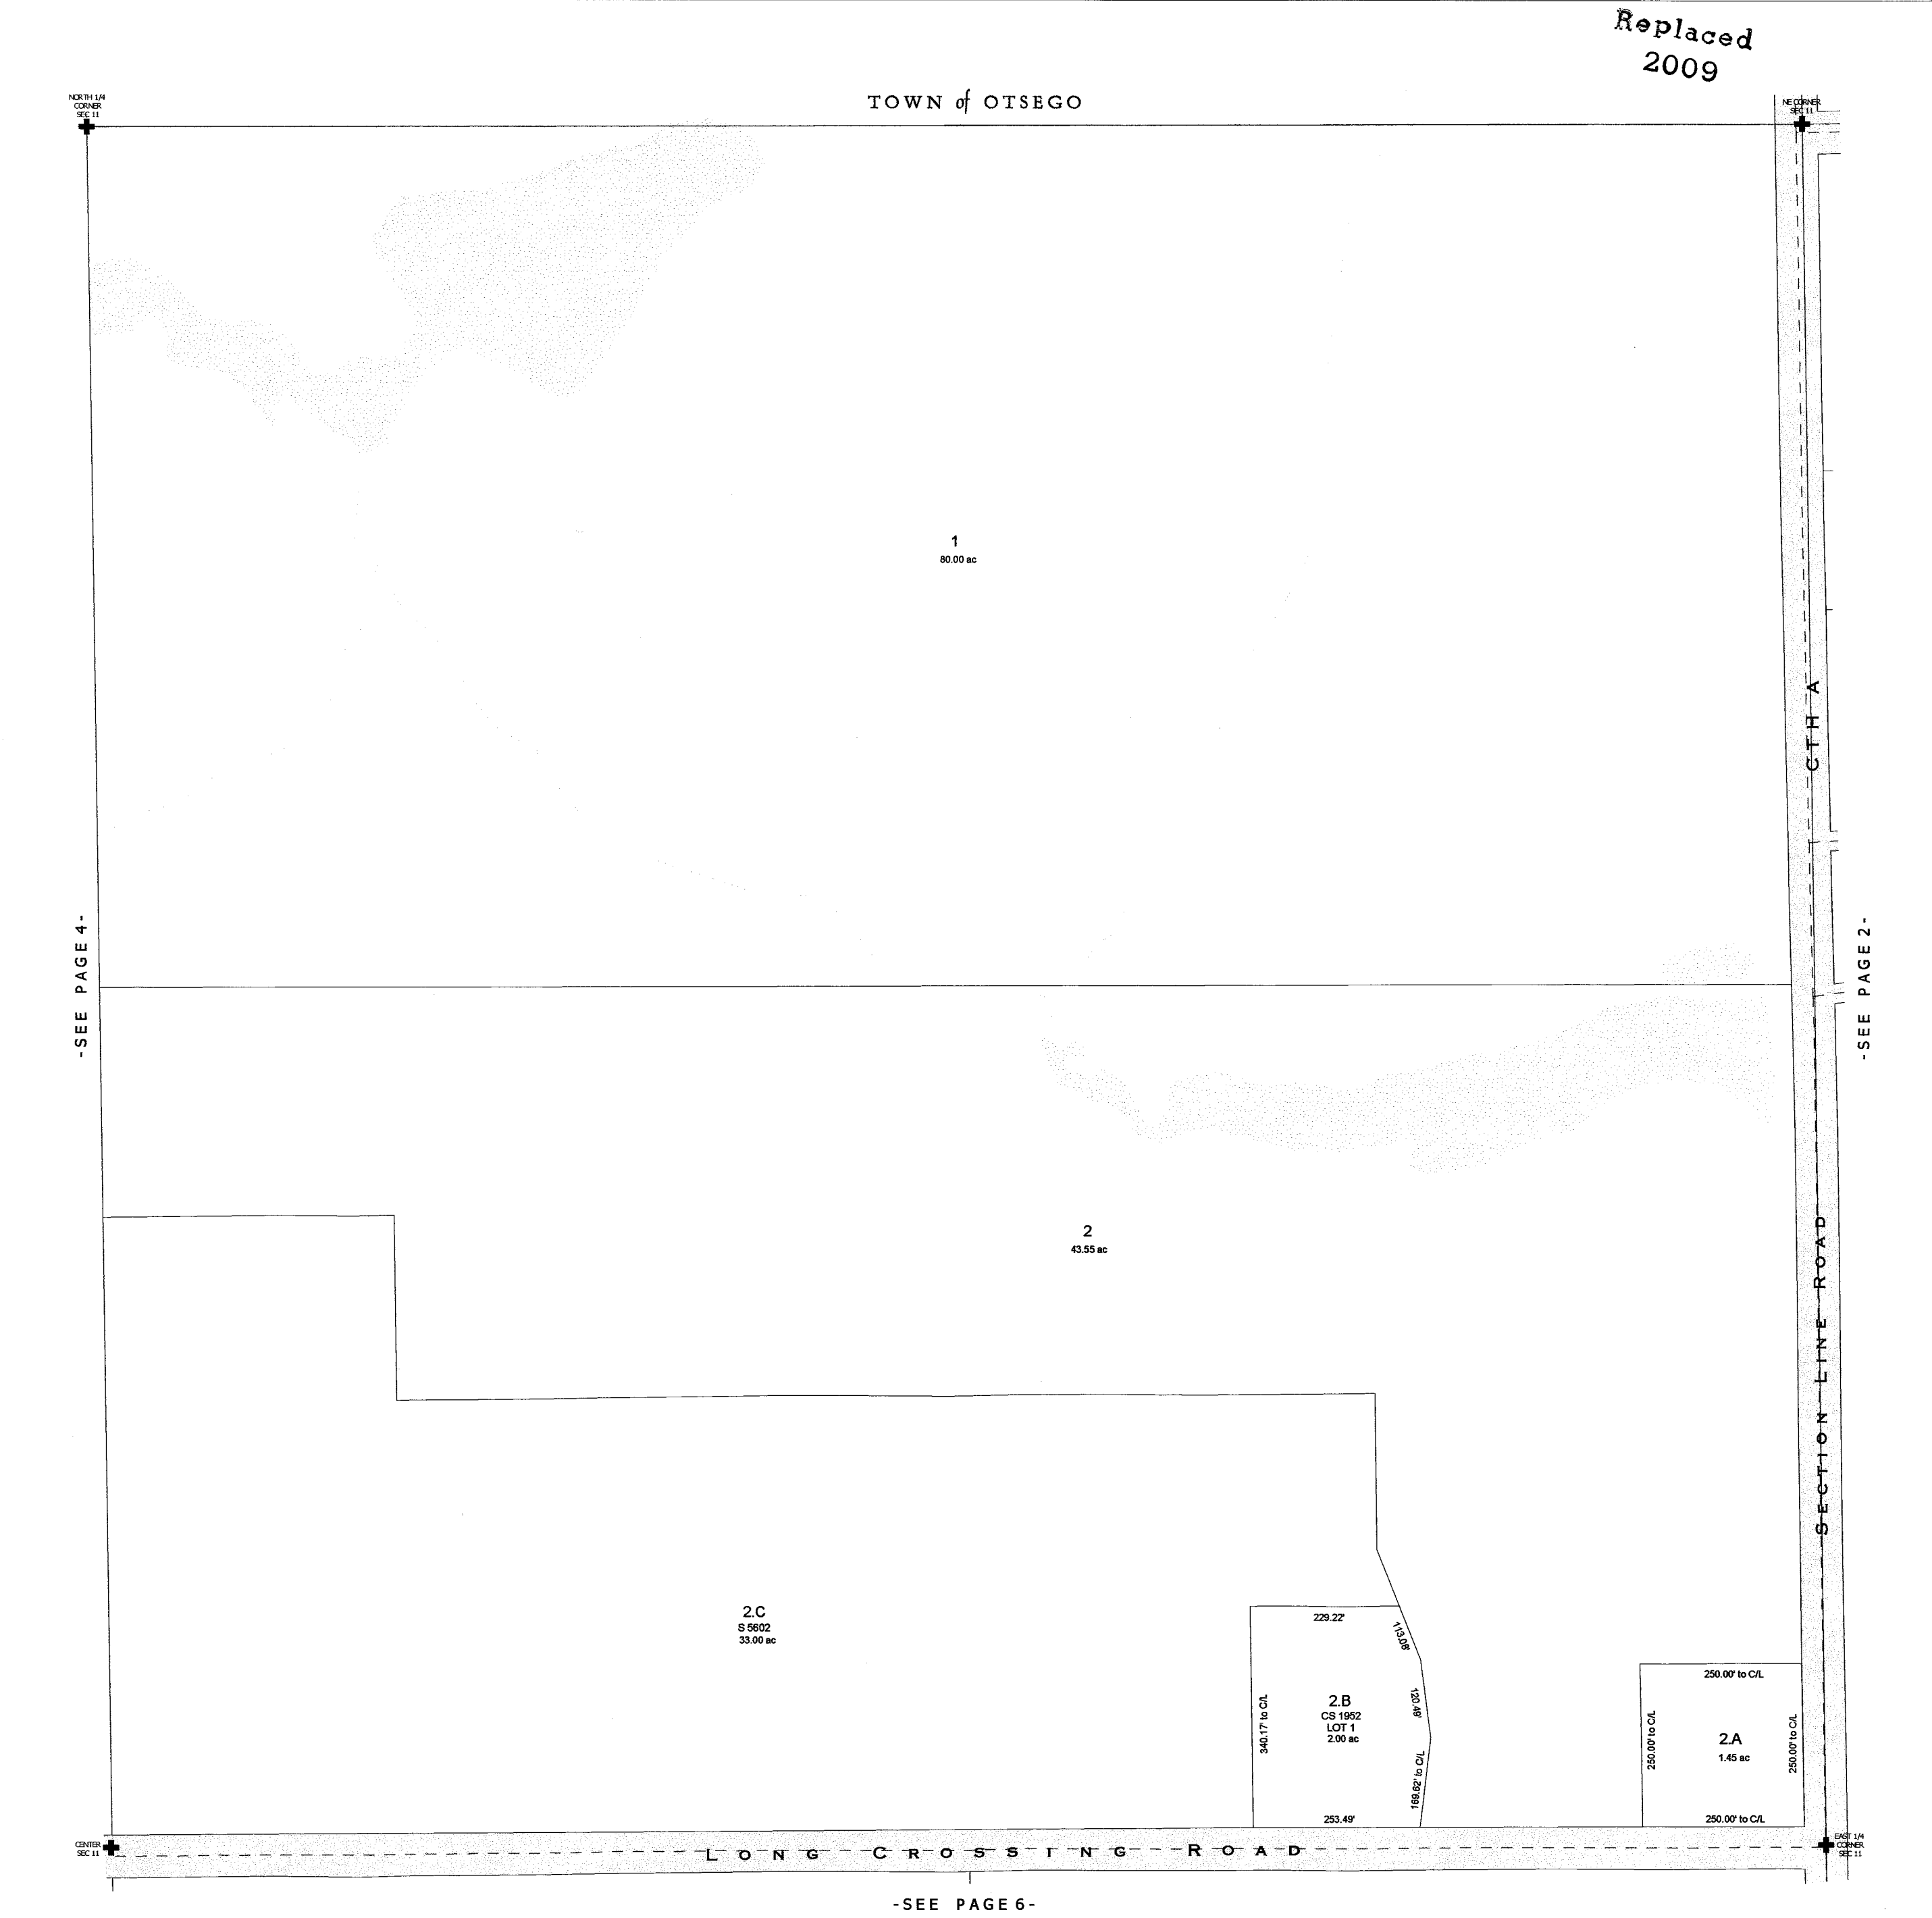 Replaced
2009
TOWN of OTSEGO
NORTH 1/4
CORNER
SEC 11
NE CORNER
SEC 11
1
80.00 ac
CTH A
-SEE PAGE 4-
-SEE PAGE 2-
2
43.55 ac
SECTION LINE ROAD
2.C
S 5602
33.00 ac
229.22'
113.08'
340.17' to C/L
2.B
CS 1952
LOT 1
2.00 ac
120.49'
169.62' to C/L
253.49'
250.00' to C/L
250.00' to C/L
2.A
1.45 ac
250.00' to C/L
250.00' to C/L
CENTER
SEC 11
LONG CROSSING ROAD
EAST 1/4
CORNER
SEC 11
-SEE PAGE 6-